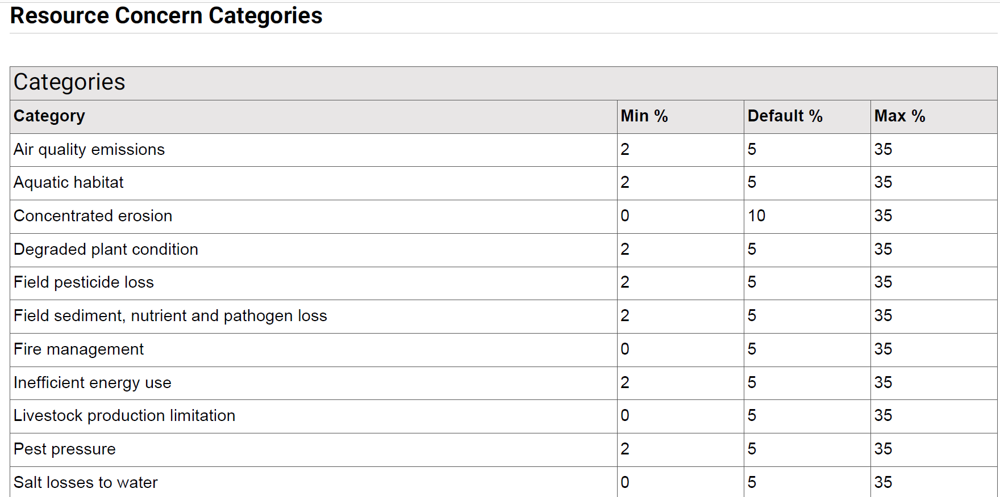 Resource Concern Categories
Categories
Category Min % Default % Max %
Air quality emissions 2 5 35
Aquatic habitat 2 5 35
Concentrated erosion 0 10 35
Degraded plant condition 2 5 35
Field pesticide loss 2 5 35
Field sediment, nutrient and pathogen loss 2 5 35
Fire management 0 5 35
Inefficient energy use 2 5 35
Livestock production limitation 0 5 35
Pest pressure 2 5 35
Salt losses to water 0 5 35